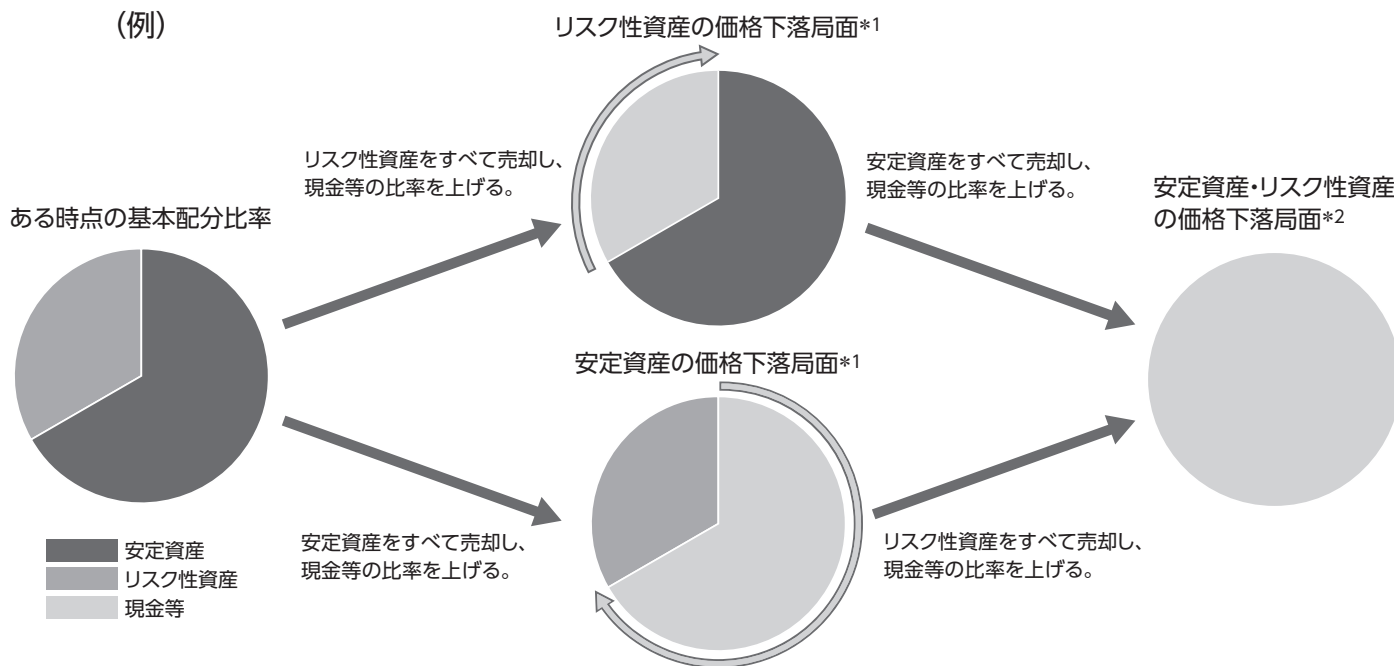 (例)
リスク性資産の価格下落局面*1
リスク性資産をすべて売却し、
現金等の比率を上げる。
安定資産をすべて売却し、
現金等の比率を上げる。
安定資産・リスク性資産
の価格下落局面*2
ある時点の基本配分比率
安定資産の価格下落局面*1
安定資産
リスク性資産
現金等
安定資産をすべて売却し、
現金等の比率を上げる。
リスク性資産をすべて売却し、
現金等の比率を上げる。